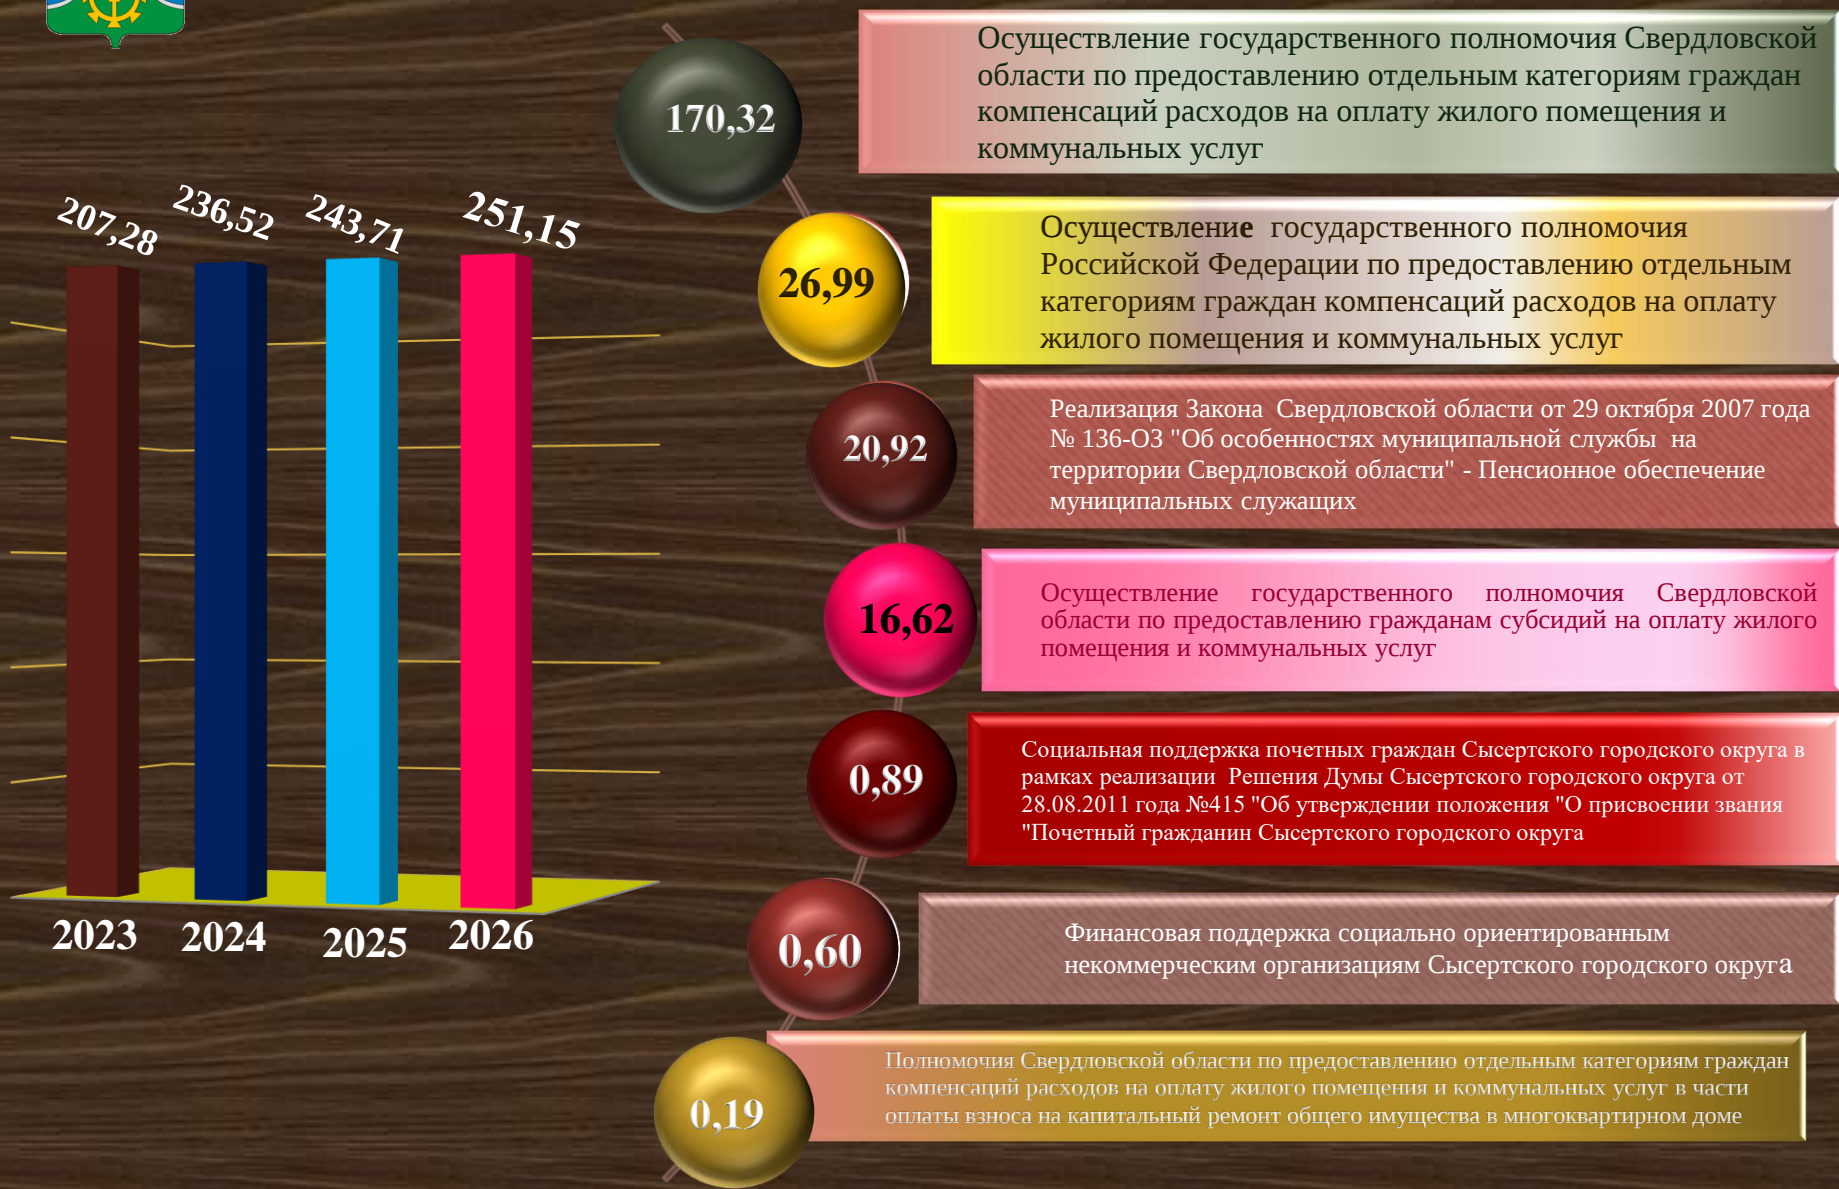 207,28
236,52
243,71
251,15
2023
2024
2025
2026
170,32
Осуществление государственного полномочия Свердловской
области по предоставлению отдельным категориям граждан
компенсаций расходов на оплату жилого помещения и
коммунальных услуг
26,99
Осуществление государственного полномочия
Российской Федерации по предоставлению отдельным
категориям граждан компенсаций расходов на оплату
жилого помещения и коммунальных услуг
20,92
Реализация Закона Свердловской области от 29 октября 2007 года
№ 136-ОЗ "Об особенностях муниципальной службы на
территории Свердловской области" - Пенсионное обеспечение
муниципальных служащих
16,62
Осуществление государственного полномочия Свердловской
области по предоставлению гражданам субсидий на оплату жилого
помещения и коммунальных услуг
0,89
Социальная поддержка почетных граждан Сысертского городского округа в
рамках реализации Решения Думы Сысертского городского округа от
28.08.2011 года №415 "Об утверждении положения "О присвоении звания
"Почетный гражданин Сысертского городского округа
0,60
Финансовая поддержка социально ориентированным
некоммерческим организациям Сысертского городского округа
0,19
Полномочия Свердловской области по предоставлению отдельным категориям граждан
компенсаций расходов на оплату жилого помещения и коммунальных услуг в части
оплаты взноса на капитальный ремонт общего имущества в многоквартирном доме